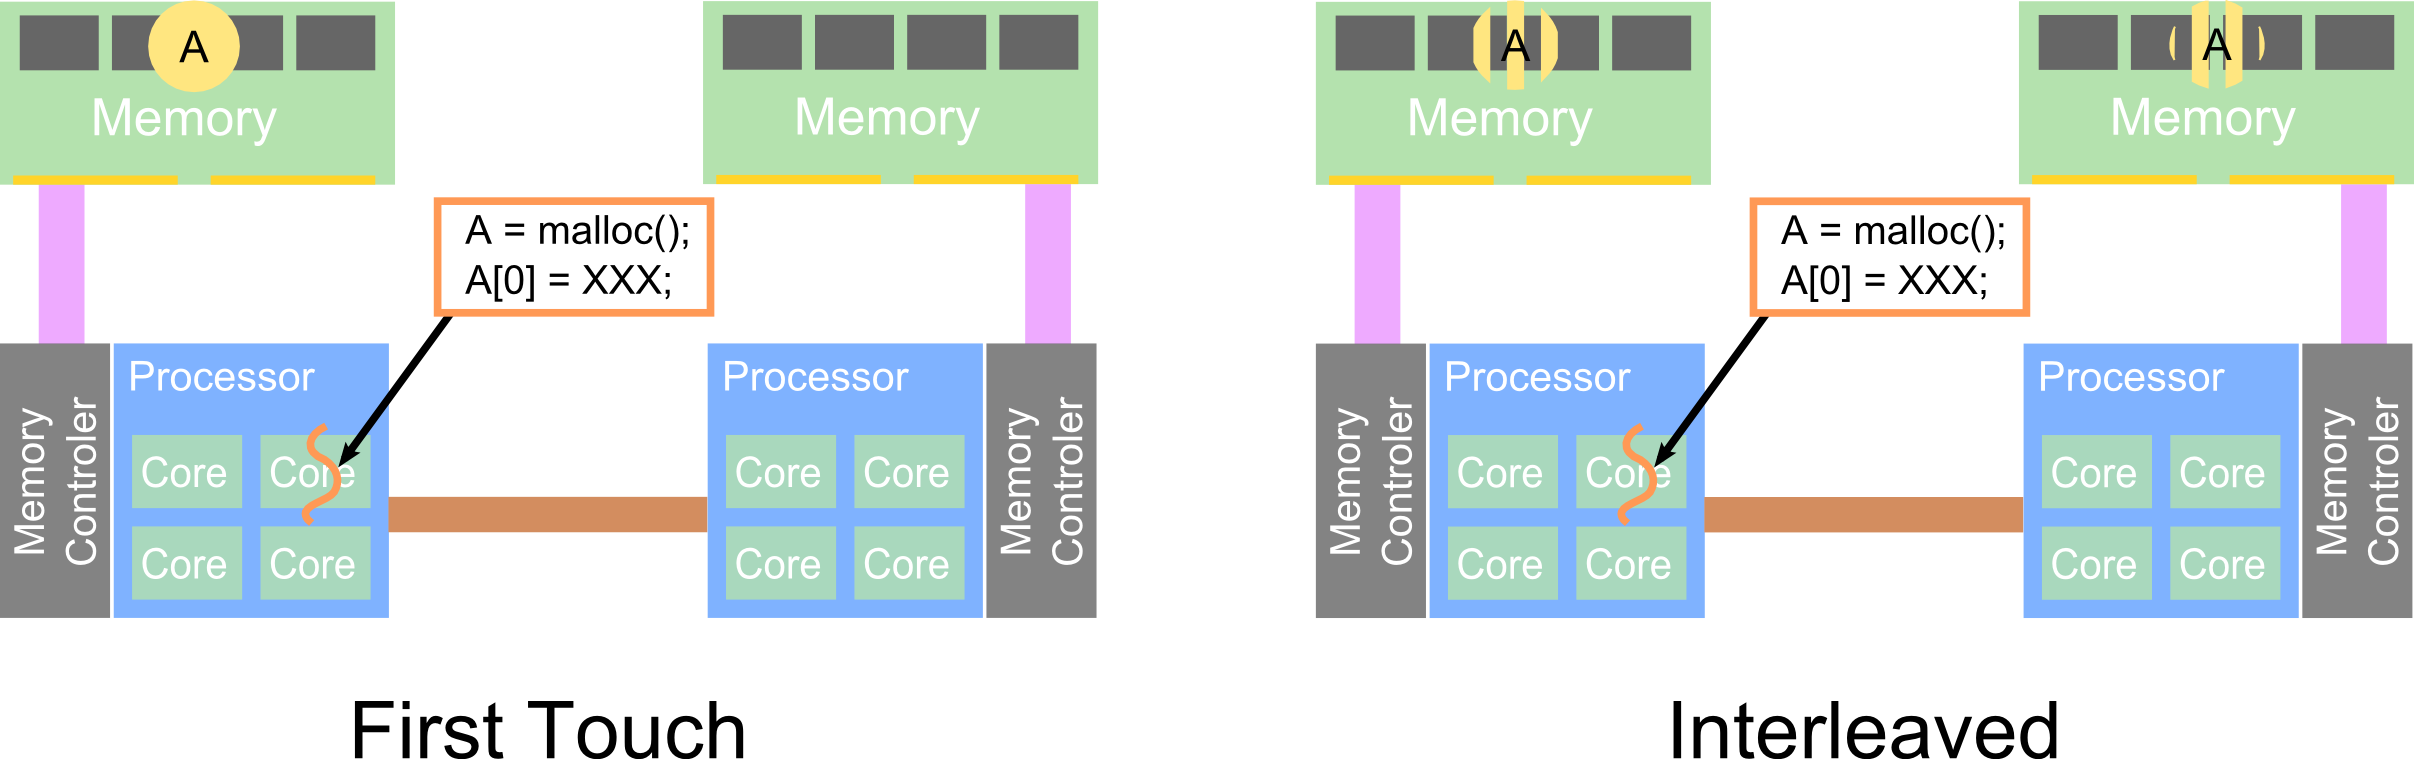 A
Memory
Memory
A = malloc();
A[0] = XXX;
Memory
Controler
Processor
Core
Core
Core
Core
Processor
Core
Core
Core
Core
Memory
Controler
First Touch
A
Memory
A
Memory
A = malloc();
A[0] = XXX;
Memory
Controler
Processor
Core
Core
Core
Core
Processor
Core
Core
Core
Core
Memory
Controler
Interleaved